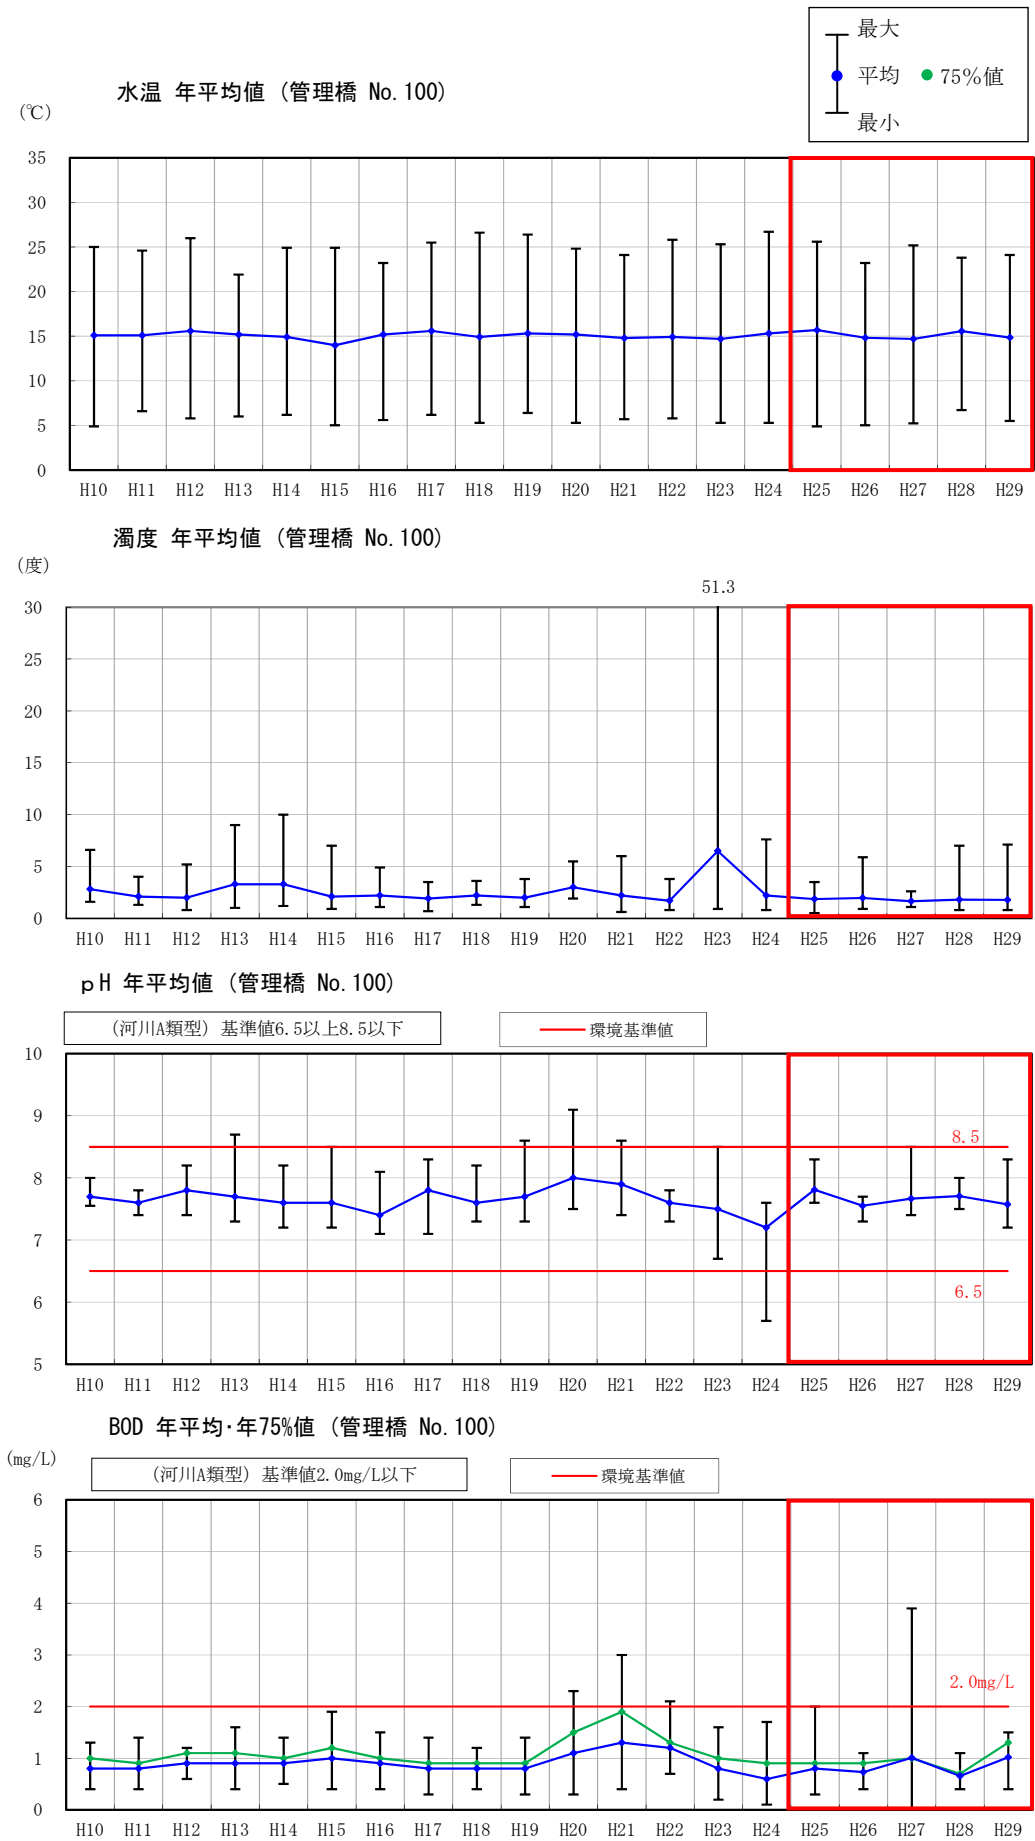 最大
平均 75%値
最小
水温 年平均値 (管理橋 No.100)
(℃)
35
30
25
20
15
10
5
0
H10 H11 H12 H13 H14 H15 H16 H17 H18 H19 H20 H21 H22 H23 H24 H25 H26 H27 H28 H29
濁度 年平均値 (管理橋 No.100)
(度)
51.3
30
25
20
15
10
5
0
H10 H11 H12 H13 H14 H15 H16 H17 H18 H19 H20 H21 H22 H23 H24 H25 H26 H27 H28 H29
pH 年平均値 (管理橋 No.100)
(河川A類型) 基準値6.5以上8.5以下 環境基準値
10
9
8.5
8
7
6.5
6
5
H10 H11 H12 H13 H14 H15 H16 H17 H18 H19 H20 H21 H22 H23 H24 H25 H26 H27 H28 H29
BOD 年平均･年75%値 (管理橋 No.100)
(mg/L)
(河川A類型) 基準値2.0mg/L以下 環境基準値
6
5
4
3
2.0mg/L
2
1
0
H10 H11 H12 H13 H14 H15 H16 H17 H18 H19 H20 H21 H22 H23 H24 H25 H26 H27 H28 H29